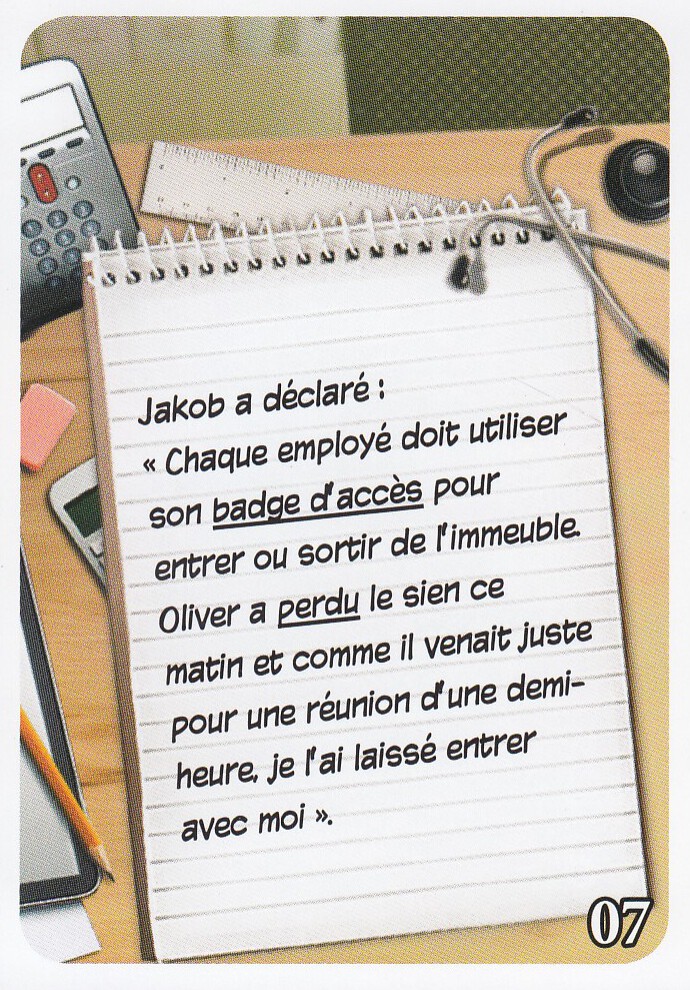 Jakob a déclaré :
« Chaque employé doit utiliser
son badge d'accès pour
entrer ou sortir de l'immeuble.
Oliver a perdu le sien ce
matin et comme il venait juste
pour une réunion d'une demi-
heure, je l'ai laissé entrer
avec moi ».
07